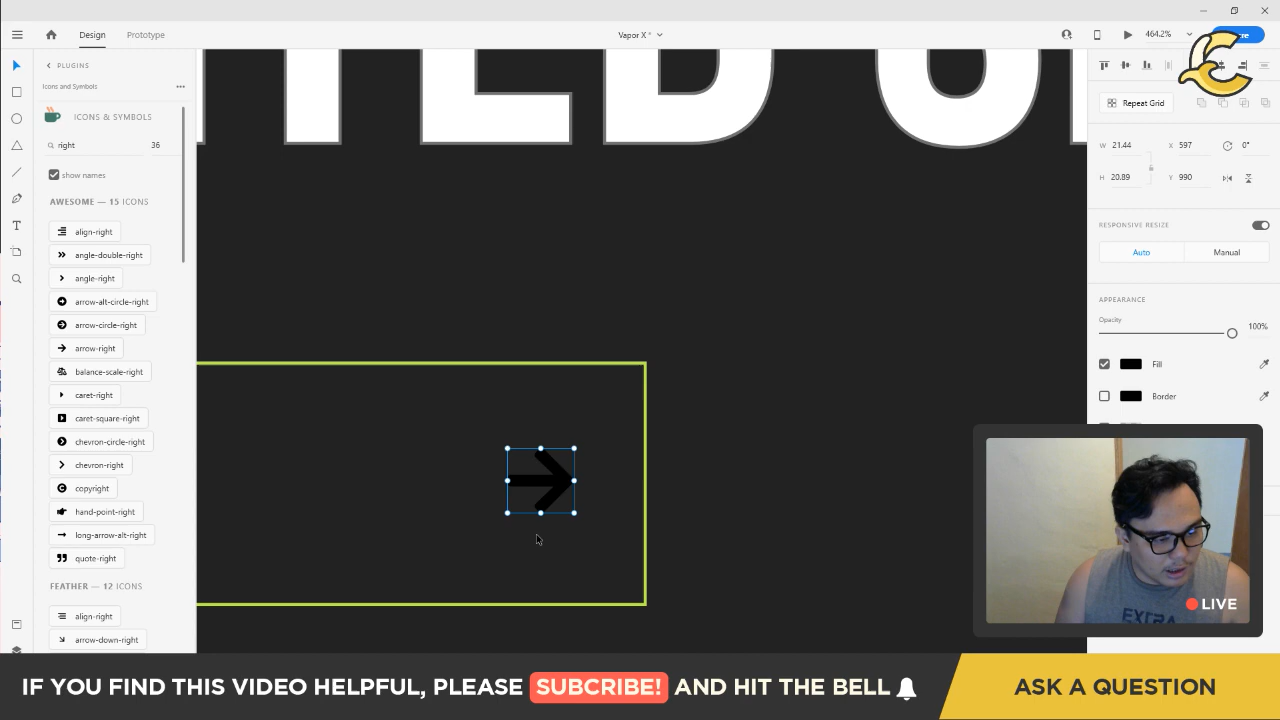 Design
Prototype
Vapor X *
464.2%
PLUGINS
Icons and Symbols
ICONS & SYMBOLS
right
36
show names
AWESOME — 15 ICONS
align-right
angle-double-right
angle-right
arrow-alt-circle-right
arrow-circle-right
arrow-right
balance-scale-right
caret-right
caret-square-right
chevron-circle-right
chevron-right
copyright
hand-point-right
long-arrow-alt-right
quote-right
FEATHER — 12 ICONS
align-right
arrow-down-right
Repeat Grid
W 21.44
X 597
0°
H 20.89
Y 990
RESPONSIVE RESIZE
Auto
Manual
APPEARANCE
Opacity
100%
Fill
Border
LIVE
IF YOU FIND THIS VIDEO HELPFUL, PLEASE SUBCRIBE! AND HIT THE BELL
ASK A QUESTION